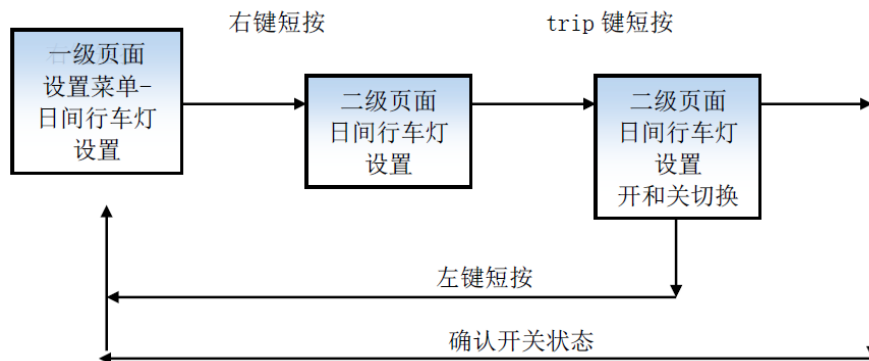 右键短按
trip 键短按
一级页面
设置菜单-
日间行车灯
设置
二级页面
日间行车灯
设置
二级页面
日间行车灯
设置
开和关切换
左键短按
确认开关状态